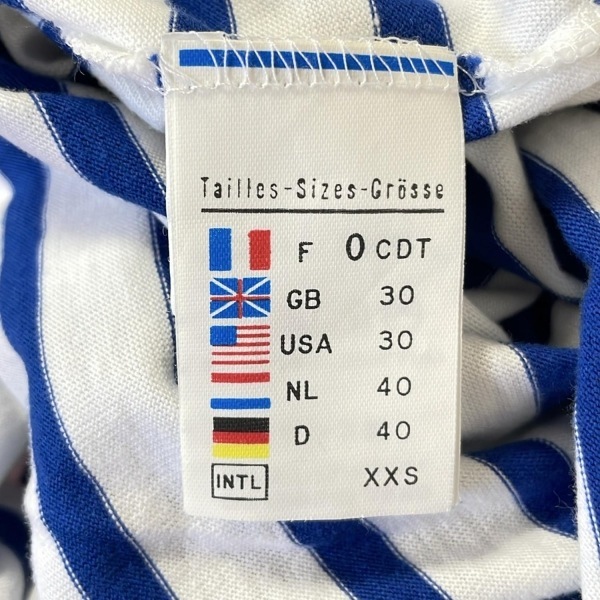 Tailles-Sizes-Grösse
F 0 CDT
GB 30
USA 30
NL 40
D 40
INTL XXS